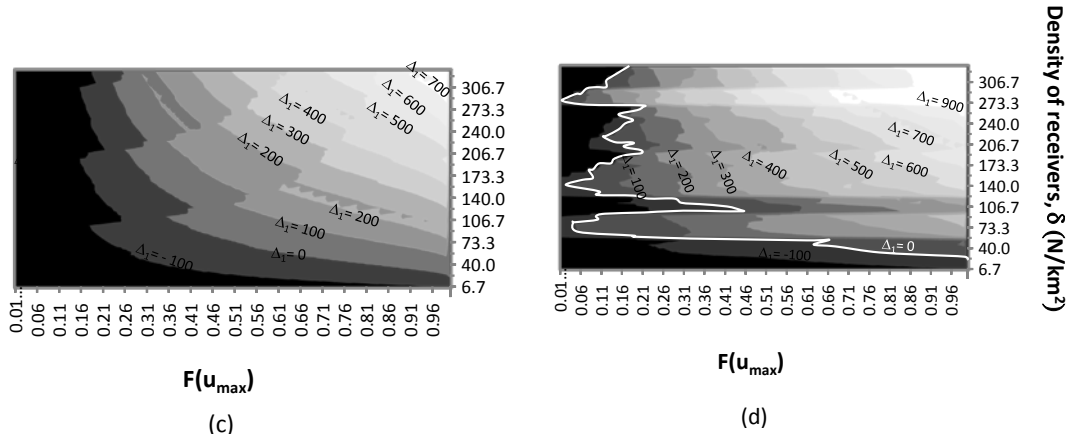 Δ₁ = 700
Δ₁ = 600
Δ₁ = 500
Δ₁ = 400
Δ₁ = 300
Δ₁ = 200
Δ₁ = 200
Δ₁ = 100
Δ₁ = 0
Δ₁ = - 100
306.7
273.3
240.0
206.7
173.3
140.0
106.7
73.3
40.0
6.7
0.01...
0.06
0.11
0.16
0.21
0.26
0.31
0.36
0.41
0.46
0.51
0.56
0.61
0.66
0.71
0.76
0.81
0.86
0.91
0.96
F(uₘₐₓ)
(c)
Δ₁ = 900
Δ₁ = 700
Δ₁ = 600
Δ₁ = 500
Δ₁ = 400
Δ₁ = 300
Δ₁ = 200
Δ₁ = 100
Δ₁ = 0
Δ₁ = -100
306.7
273.3
240.0
206.7
173.3
140.0
106.7
73.3
40.0
6.7
Density of receivers, δ (N/km²)
0.01...
0.06
0.11
0.16
0.21
0.26
0.31
0.36
0.41
0.46
0.51
0.56
0.61
0.66
0.71
0.76
0.81
0.86
0.91
0.96
F(uₘₐₓ)
(d)